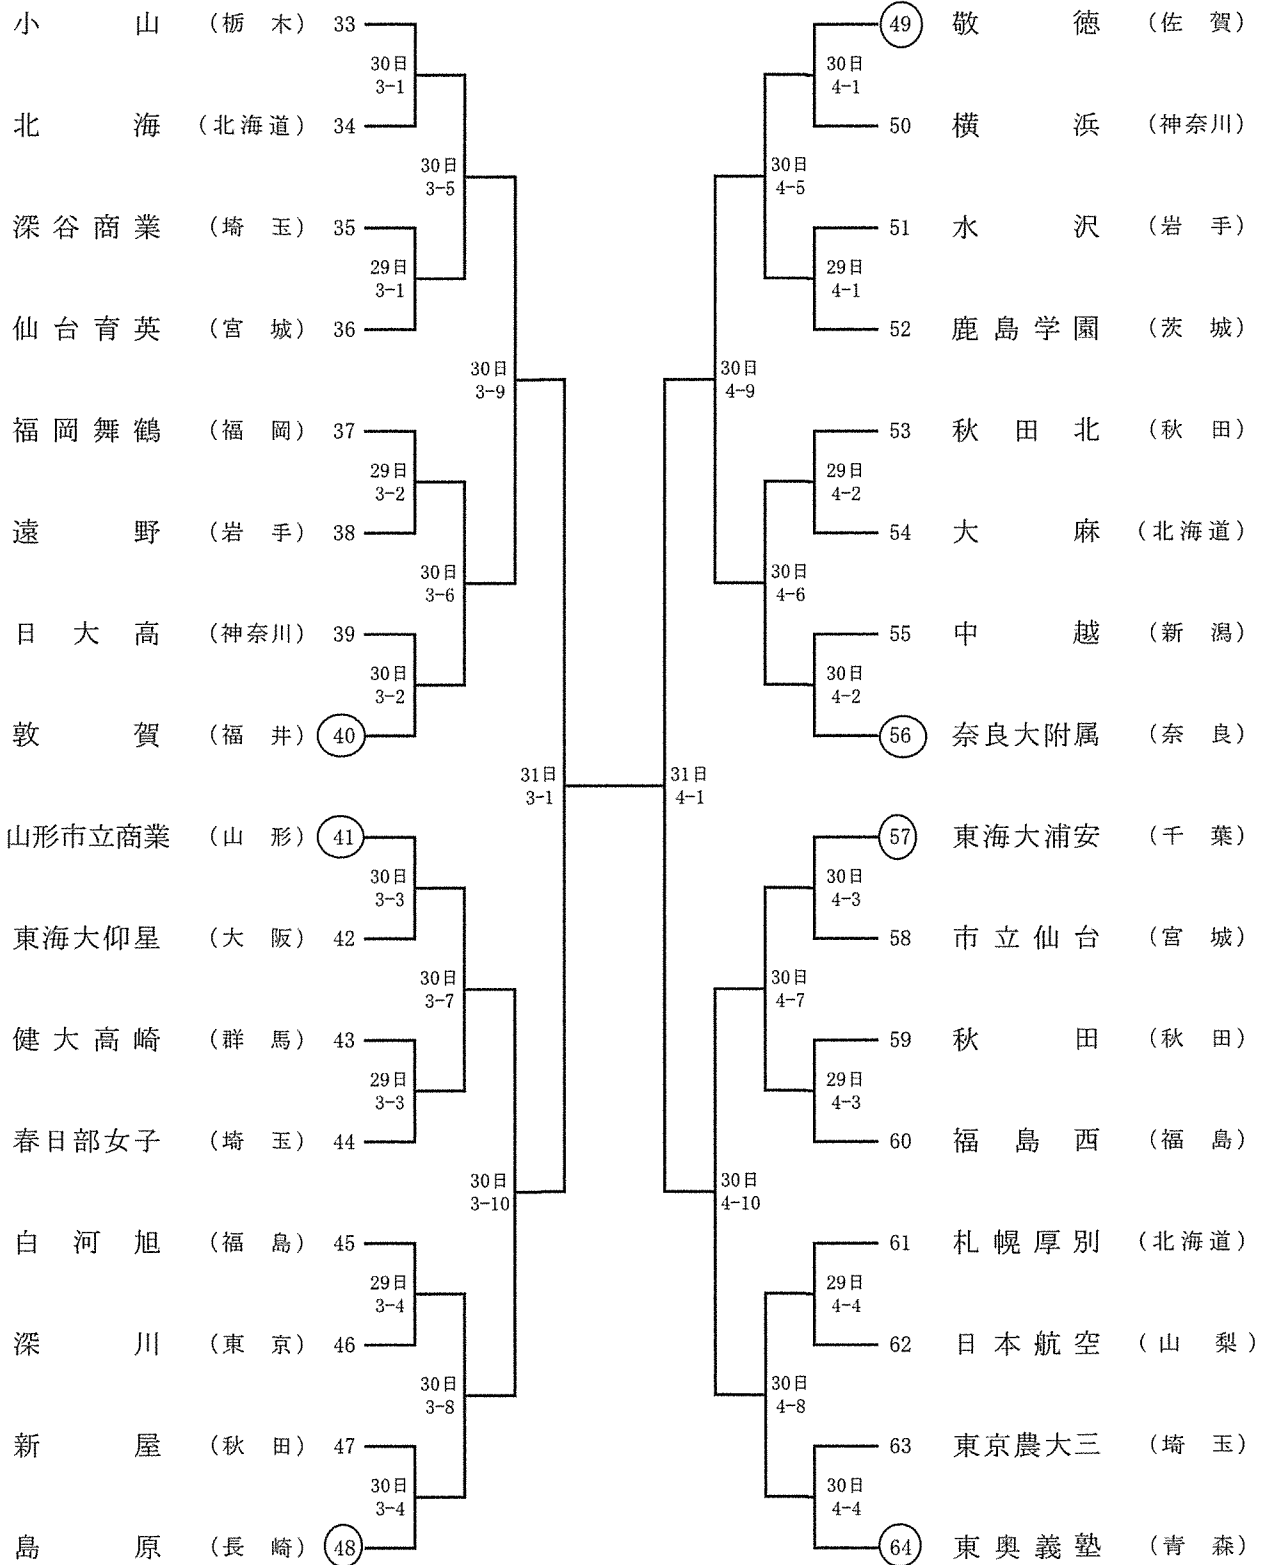 小山 (栃木) 33
30日
3-1
北海 (北海道) 34
30日
3-5
深谷商業 (埼玉) 35
29日
3-1
仙台育英 (宮城) 36
30日
3-9
福岡舞鶴 (福岡) 37
29日
3-2
遠野 (岩手) 38
30日
3-6
日大高 (神奈川) 39
30日
3-2
敦賀 (福井) 40
31日
3-1
山形市立商業 (山形) 41
30日
3-3
東海大仰星 (大阪) 42
30日
3-7
健大高崎 (群馬) 43
29日
3-3
春日部女子 (埼玉) 44
30日
3-10
白河旭 (福島) 45
29日
3-4
深川 (東京) 46
30日
3-8
新屋 (秋田) 47
30日
3-4
島原 (長崎) 48
49 敬徳 (佐賀)
30日
4-1
50 横浜 (神奈川)
30日
4-5
51 水沢 (岩手)
29日
4-1
52 鹿島学園 (茨城)
30日
4-9
53 秋田北 (秋田)
29日
4-2
54 大麻 (北海道)
30日
4-6
55 中越 (新潟)
30日
4-2
56 奈良大附属 (奈良)
31日
4-1
57 東海大浦安 (千葉)
30日
4-3
58 市立仙台 (宮城)
30日
4-7
59 秋田 (秋田)
29日
4-3
60 福島西 (福島)
30日
4-10
61 札幌厚別 (北海道)
29日
4-4
62 日本航空 (山梨)
30日
4-8
63 東京農大三 (埼玉)
30日
4-4
64 東奥義塾 (青森)